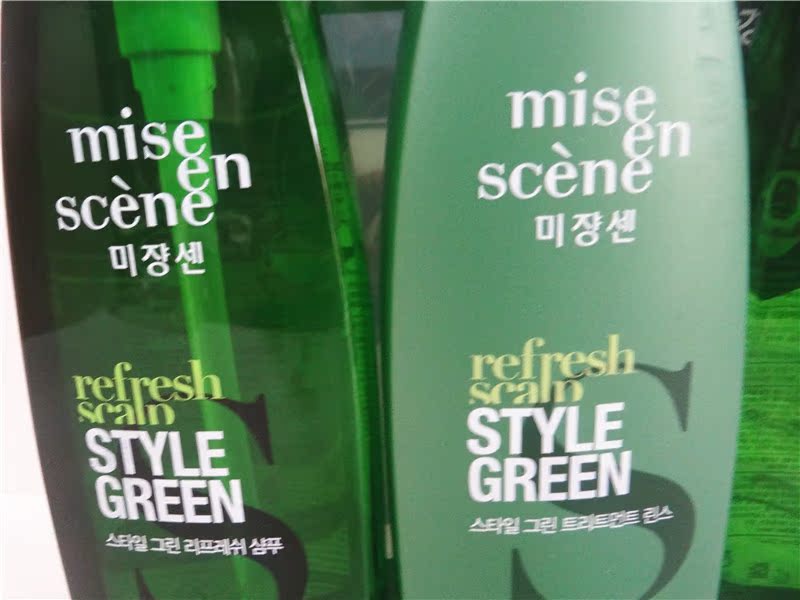 mise
en
scène
미쟝센
refresh
scalp
STYLE
GREEN
스타일 그린 리프레쉬 샴푸
mise
en
scène
미쟝센
refresh
scalp
STYLE
GREEN
스타일 그린 트리트먼트 린스
S
S